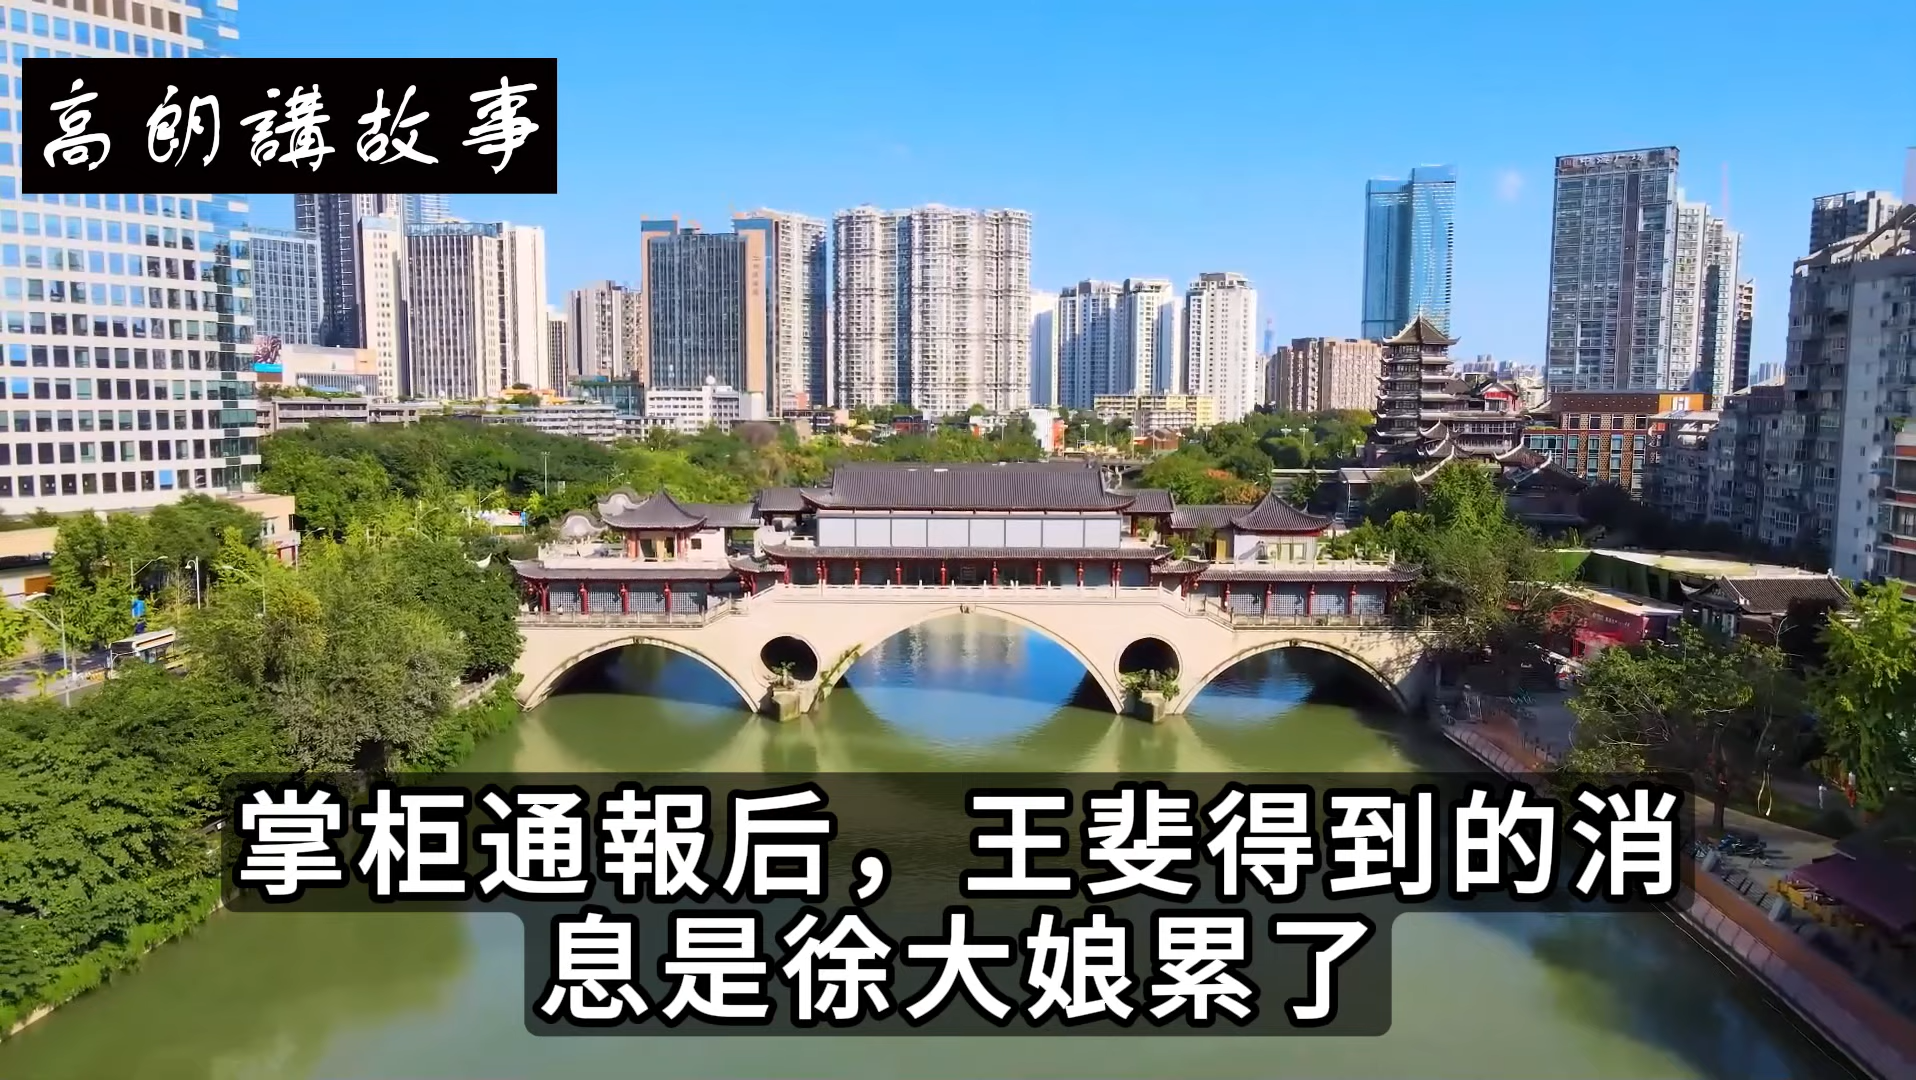 高朗講故事
掌柜通報后，王斐得到的消
息是徐大娘累了